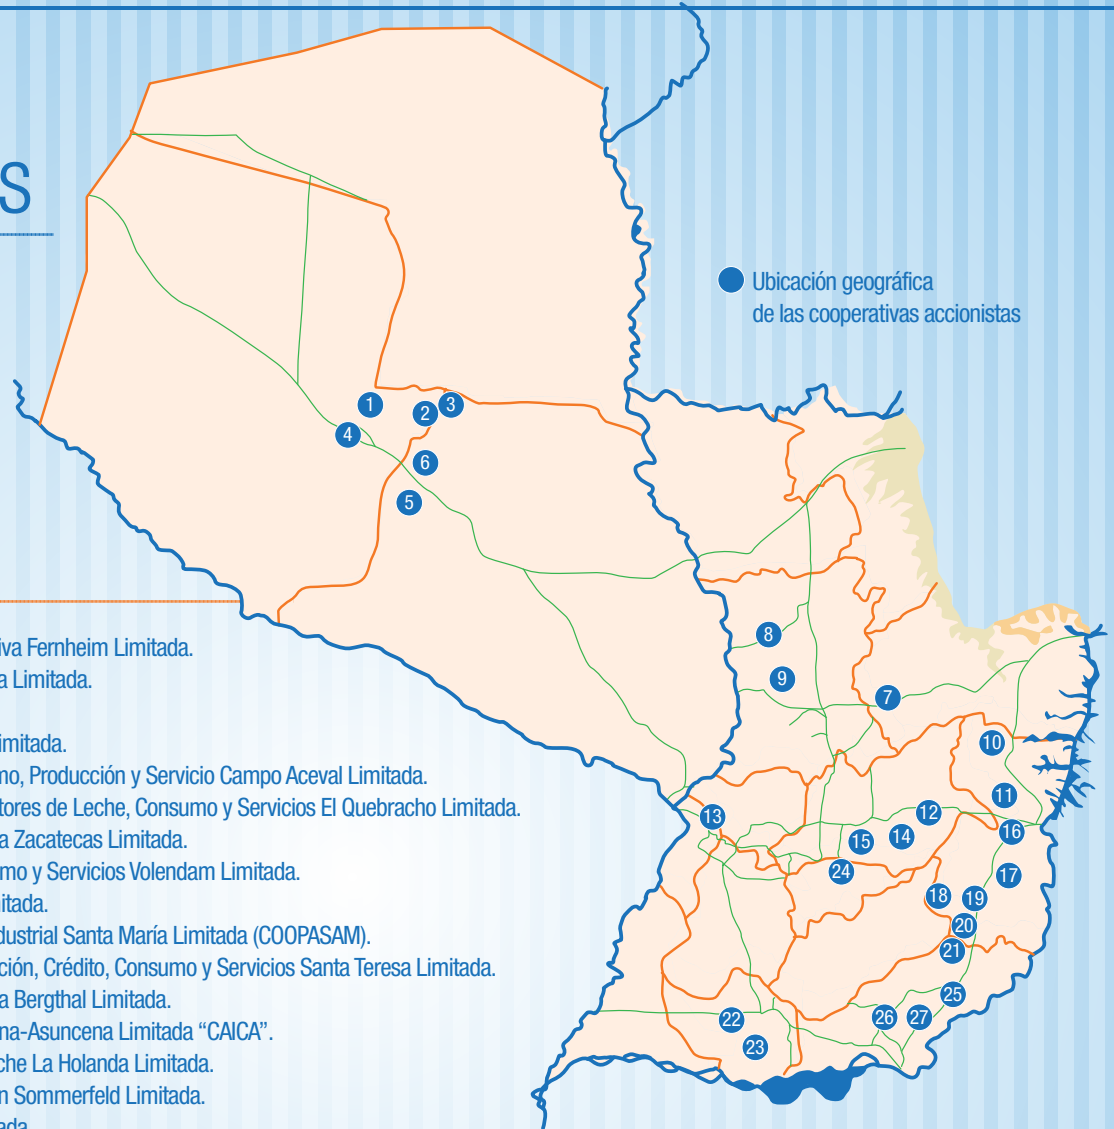 S
Ubicación geográfica
de las cooperativas accionistas
1
2
3
4
6
5
8
9
7
10
11
12
13
14
15
16
24
17
18
19
20
21
25
22
26
27
23
iva Fernheim Limitada.
a Limitada.
imitada.
mo, Producción y Servicio Campo Aceval Limitada.
tores de Leche, Consumo y Servicios El Quebracho Limitada.
a Zacatecas Limitada.
mo y Servicios Volendam Limitada.
mitada.
dustrial Santa María Limitada (COOPASAM).
ción, Crédito, Consumo y Servicios Santa Teresa Limitada.
a Bergthal Limitada.
na-Asuncena Limitada “CAICA”.
che La Holanda Limitada.
n Sommerfeld Limitada.